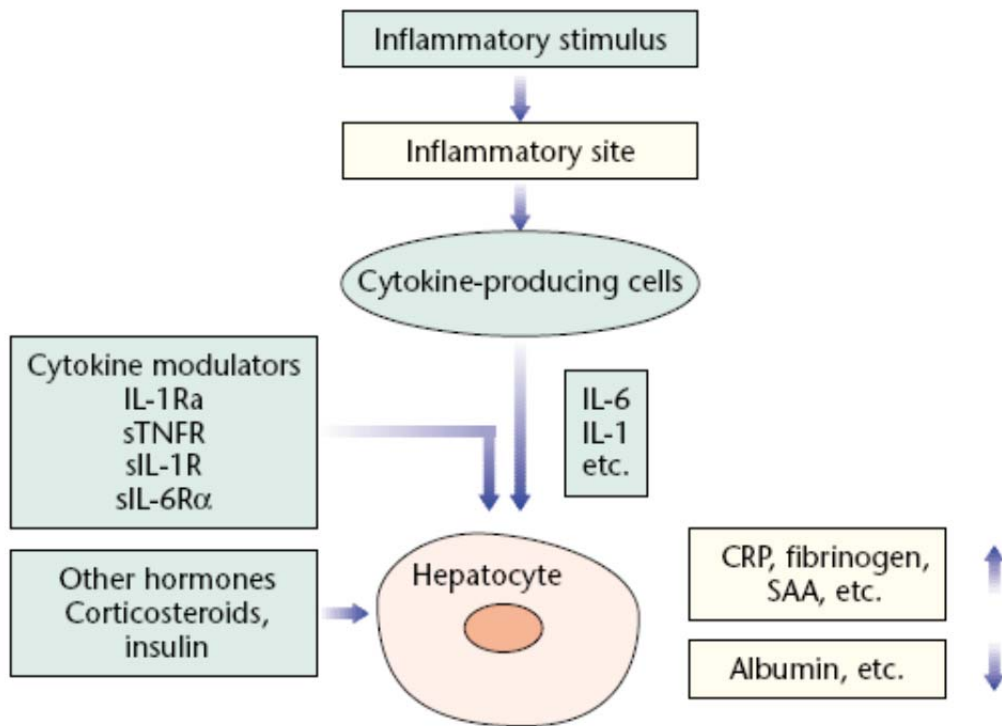 Inflammatory stimulus
Inflammatory site
Cytokine-producing cells
Cytokine modulators
IL-1Ra
sTNFR
sIL-1R
sIL-6Rα
IL-6
IL-1
etc.
Other hormones
Corticosteroids,
insulin
Hepatocyte
CRP, fibrinogen,
SAA, etc.
Albumin, etc.